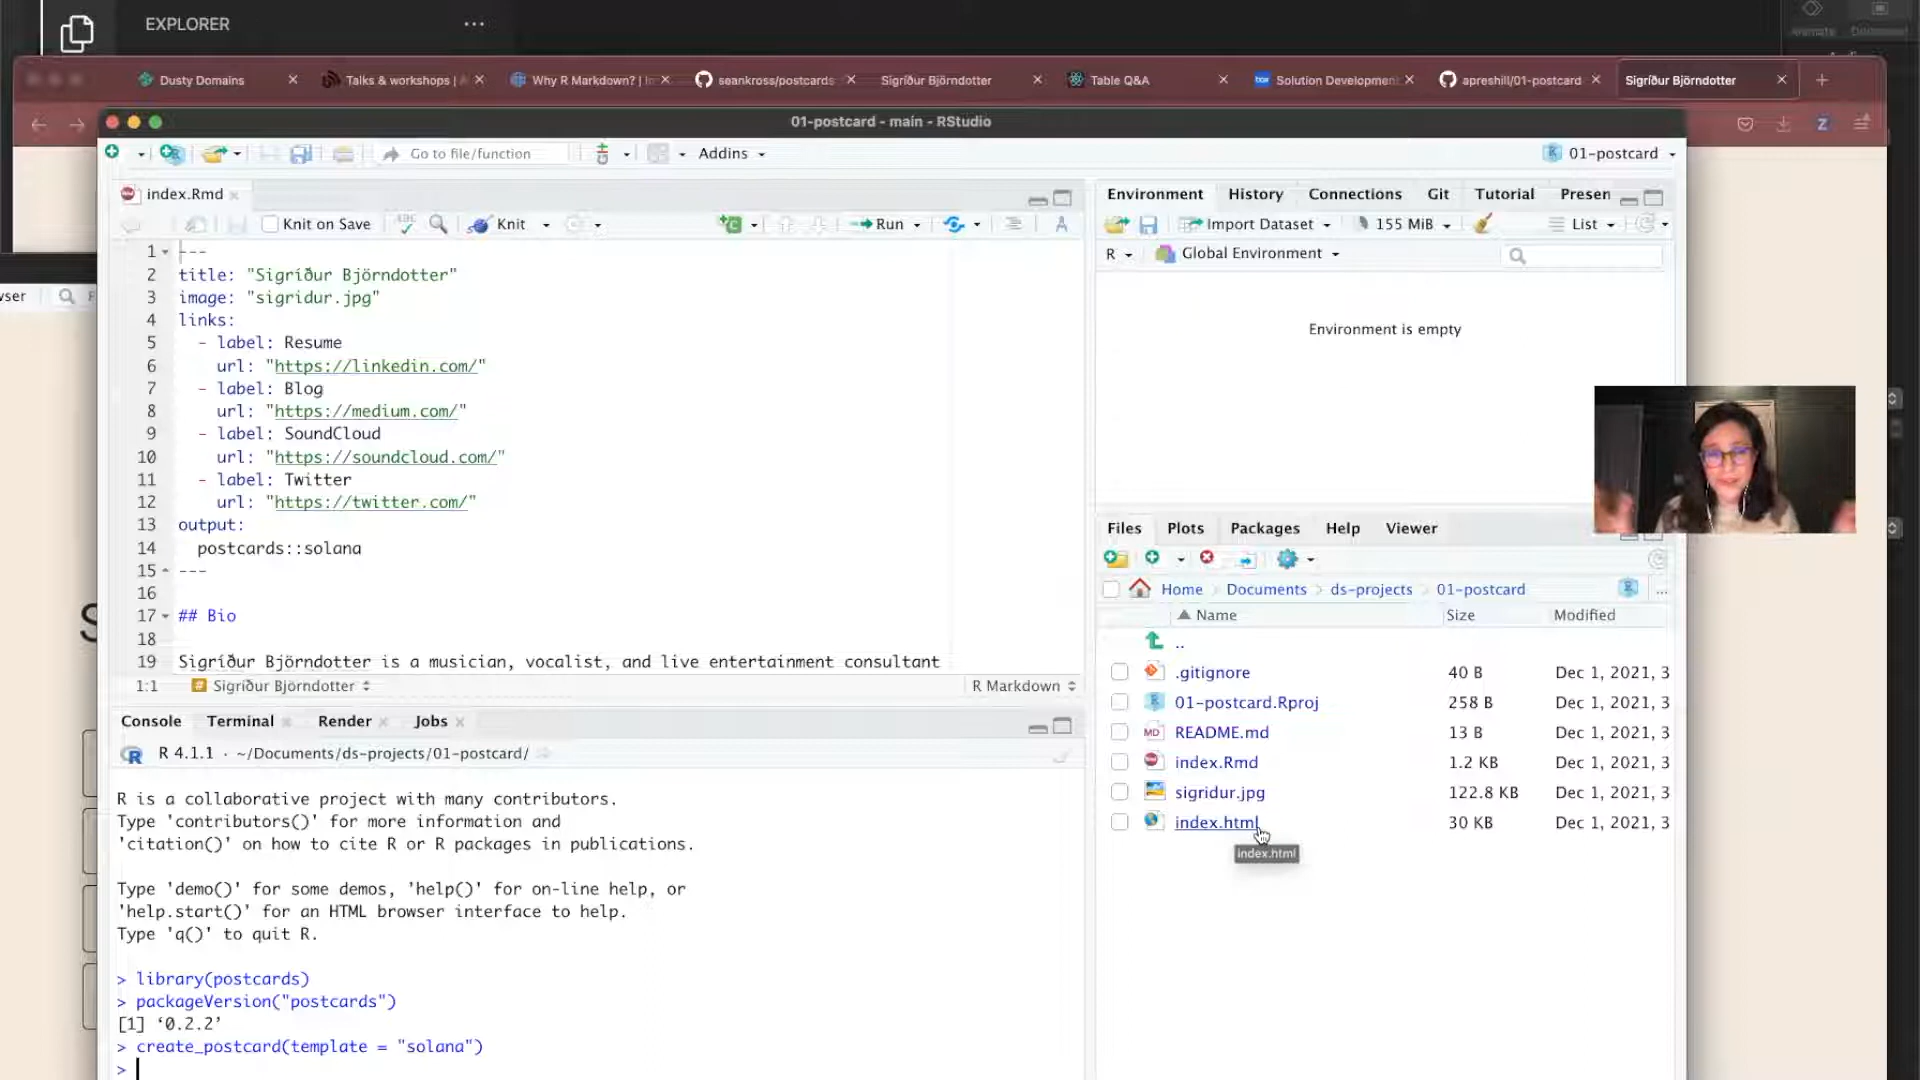 EXPLORER
Dusty Domains
Talks & workshops |
Why R Markdown? | In
seankross/postcards
Sigríður Björndotter
Table Q&A
Solution Development
apreshill/01-postcard
Sigríður Björndotter
01-postcard - main - RStudio
Go to file/function
Addins
01-postcard
index.Rmd
Knit on Save
Knit
Run
1 ---
2 title: "Sigríður Björndotter"
3 image: "sigridur.jpg"
4 links:
5 - label: Resume
6 url: "https://linkedin.com/"
7 - label: Blog
8 url: "https://medium.com/"
9 - label: SoundCloud
10 url: "https://soundcloud.com/"
11 - label: Twitter
12 url: "https://twitter.com/"
13 output:
14 postcards::solana
15 ---
16
17 ## Bio
18
19 Sigríður Björndotter is a musician, vocalist, and live entertainment consultant
1:1 Sigríður Björndotter R Markdown
Console Terminal Render Jobs
R 4.1.1 · ~/Documents/ds-projects/01-postcard/
R is a collaborative project with many contributors.
Type 'contributors()' for more information and
'citation()' on how to cite R or R packages in publications.
Type 'demo()' for some demos, 'help()' for on-line help, or
'help.start()' for an HTML browser interface to help.
Type 'q()' to quit R.
> library(postcards)
> packageVersion("postcards")
[1] ‘0.2.2’
> create_postcard(template = "solana")
>
Environment History Connections Git Tutorial Presen
Import Dataset 155 MiB List
R Global Environment
Environment is empty
Files Plots Packages Help Viewer
Home Documents ds-projects 01-postcard
Name Size Modified
..
.gitignore 40 B Dec 1, 2021, 3
01-postcard.Rproj 258 B Dec 1, 2021, 3
README.md 13 B Dec 1, 2021, 3
index.Rmd 1.2 KB Dec 1, 2021, 3
sigridur.jpg 122.8 KB Dec 1, 2021, 3
index.html 30 KB Dec 1, 2021, 3
index.html